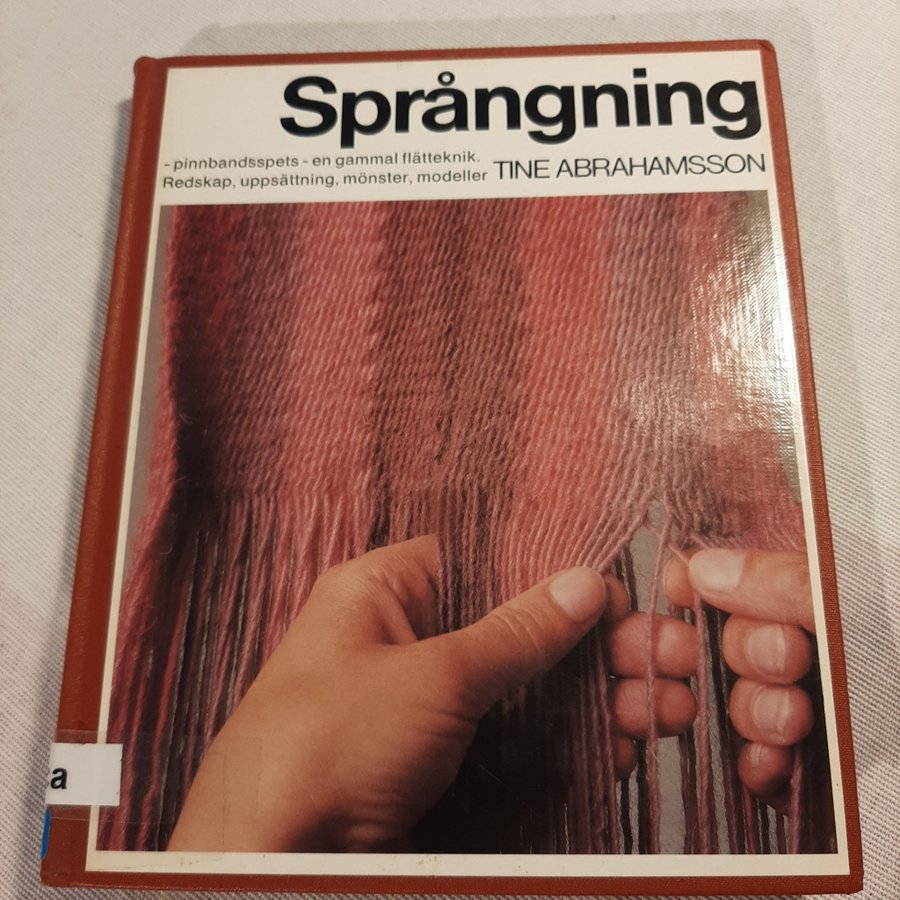 Språngning
- pinnbandsspets - en gammal flätteknik.
Redskap, uppsättning, mönster, modeller
TINE ABRAHAMSSON
a